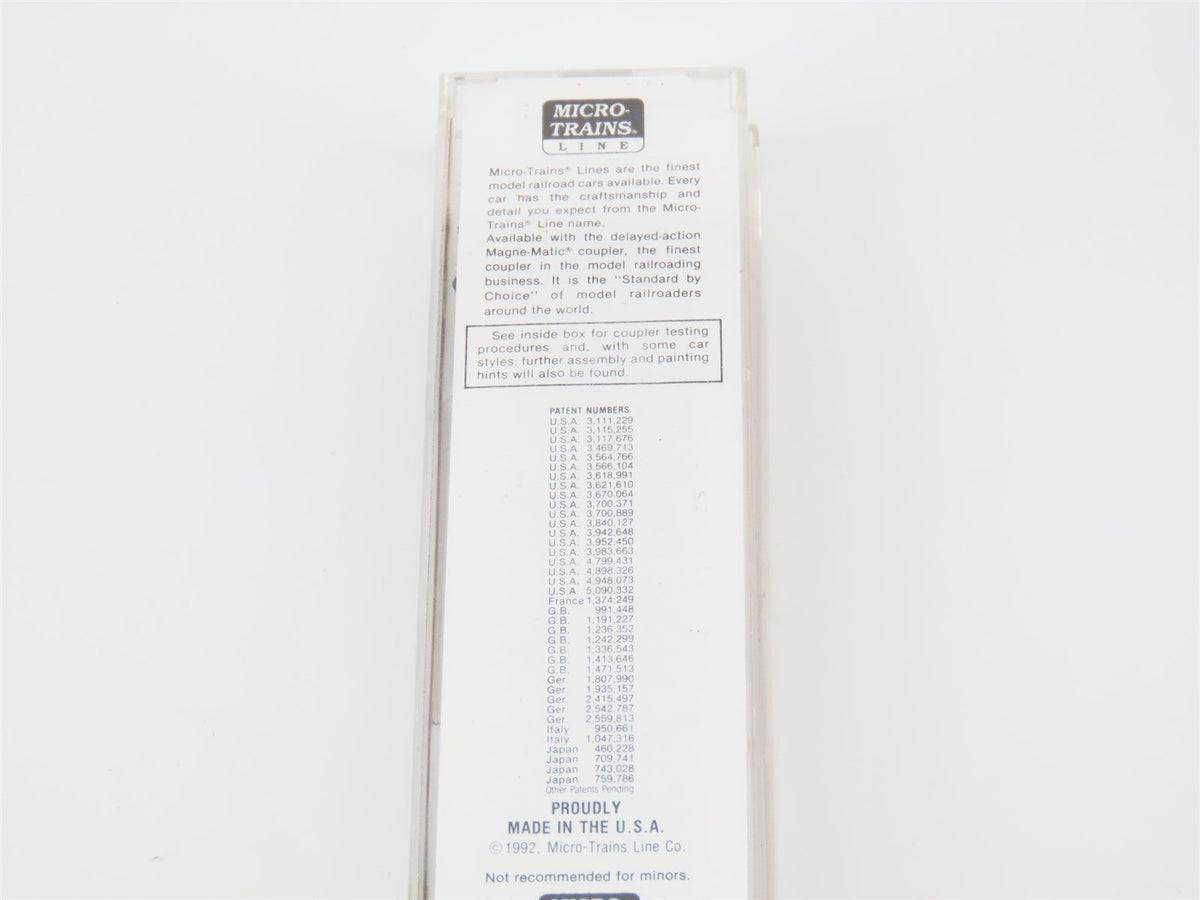 MICRO-
TRAINS®
LINE
Micro-Trains® Lines are the finest
model railroad cars available. Every
car has the craftsmanship and
detail you expect from the Micro-
Trains® Line name.
Available with the delayed-action
Magne-Matic® coupler, the finest
coupler in the model railroading
business. It is the "Standard by
Choice" of model railroaders
around the world.
See inside box for coupler testing
procedures and, with some car
styles, further assembly and painting
hints will also be found.
PATENT NUMBERS
U.S.A. 3,111,229
U.S.A. 3,115,255
U.S.A. 3,117,676
U.S.A. 3,469,713
U.S.A. 3,564,766
U.S.A. 3,566,104
U.S.A. 3,618,991
U.S.A. 3,621,610
U.S.A. 3,670,064
U.S.A. 3,700,371
U.S.A. 3,700,889
U.S.A. 3,840,127
U.S.A. 3,942,648
U.S.A. 3,952,450
U.S.A. 3,983,663
U.S.A. 4,799,431
U.S.A. 4,898,326
U.S.A. 4,948,073
U.S.A. 5,090,332
France 1,374,249
G.B. 991,448
G.B. 1,191,227
G.B. 1,236,352
G.B. 1,242,299
G.B. 1,336,543
G.B. 1,413,646
G.B. 1,471,513
Ger. 1,807,990
Ger. 1,935,157
Ger. 2,415,497
Ger. 2,542,787
Ger. 2,559,813
Italy 950,661
Italy 1,047,316
Japan 460,228
Japan 709,741
Japan 743,028
Japan 759,786
Other Patents Pending
PROUDLY
MADE IN THE U.S.A.
©1992, Micro-Trains Line Co.
Not recommended for minors.